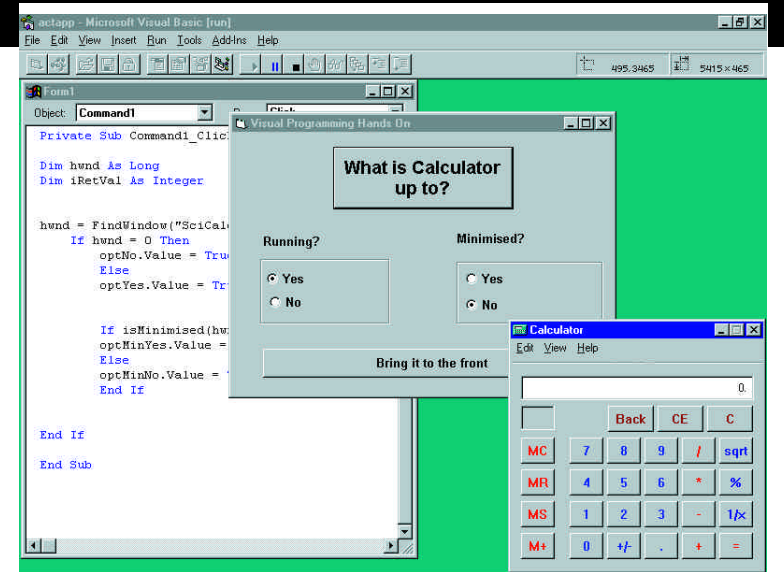 actapp - Microsoft Visual Basic [run]
File Edit View Insert Run Tools Add-Ins Help
495,3465 5415×465
Form1
Object: Command1
Private Sub Command1_Clic
Dim hwnd As Long
Dim iRetVal As Integer
hwnd = FindWindow("SciCal
If hwnd = 0 Then
optNo.Value = Tru
Else
optYes.Value = Tr
If isMinimised(hw
optMinYes.Value =
Else
optMinNo.Value =
End If
End If
End Sub
Visual Programming Hands On
What is Calculator
up to?
Running? Minimised?
Yes Yes
No No
Bring it to the front
Calculator
Edit View Help
0.
Back CE C
MC 7 8 9 / sqrt
MR 4 5 6 * %
MS 1 2 3 - 1/x
M+ 0 +/- . + =